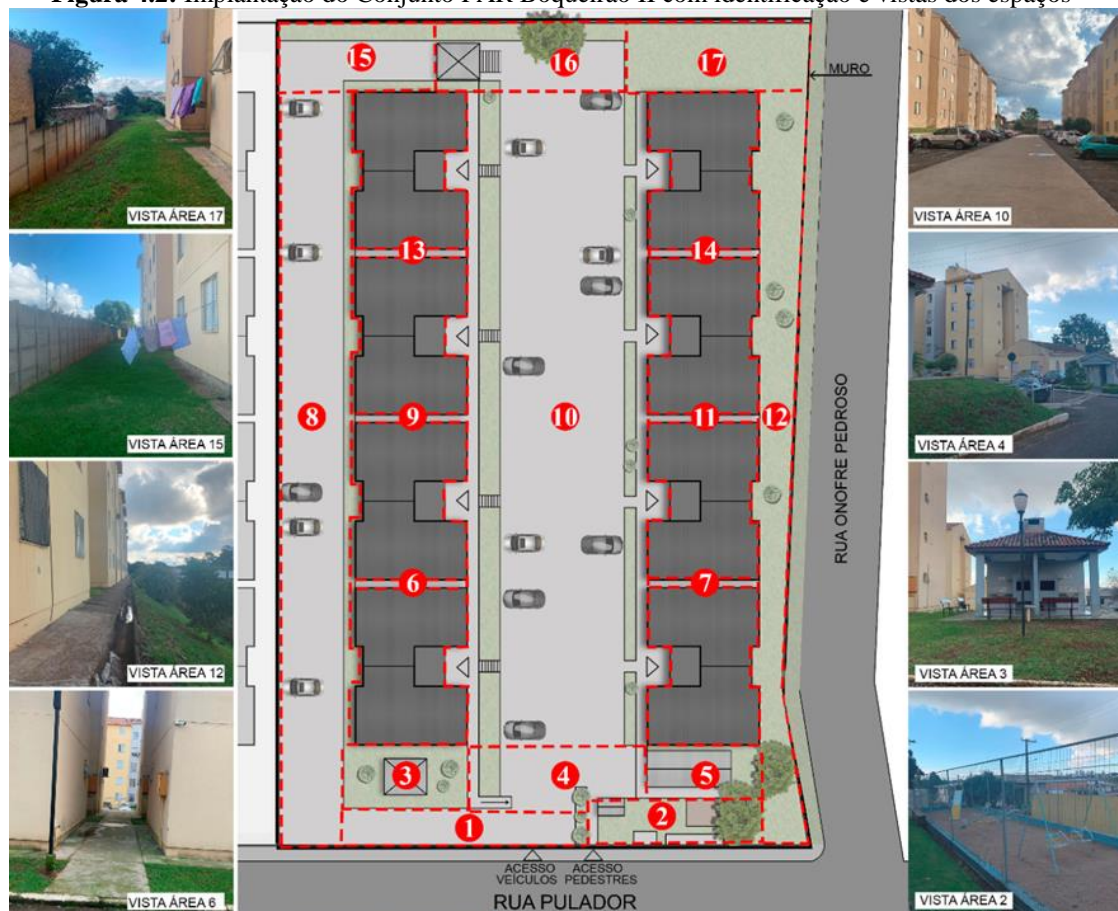 Figura 4.2: Implantação do Conjunto PAR Boqueirão II com identificação e vistas dos espaços
VISTA ÁREA 17
VISTA ÁREA 15
VISTA ÁREA 12
VISTA ÁREA 6
15
16
17
13
14
8
9
10
11
12
6
7
3
4
5
1
2
MURO
RUA ONOFRE PEDROSO
ACESSO VEÍCULOS
ACESSO PEDESTRES
RUA PULADOR
VISTA ÁREA 10
VISTA ÁREA 4
VISTA ÁREA 3
VISTA ÁREA 2